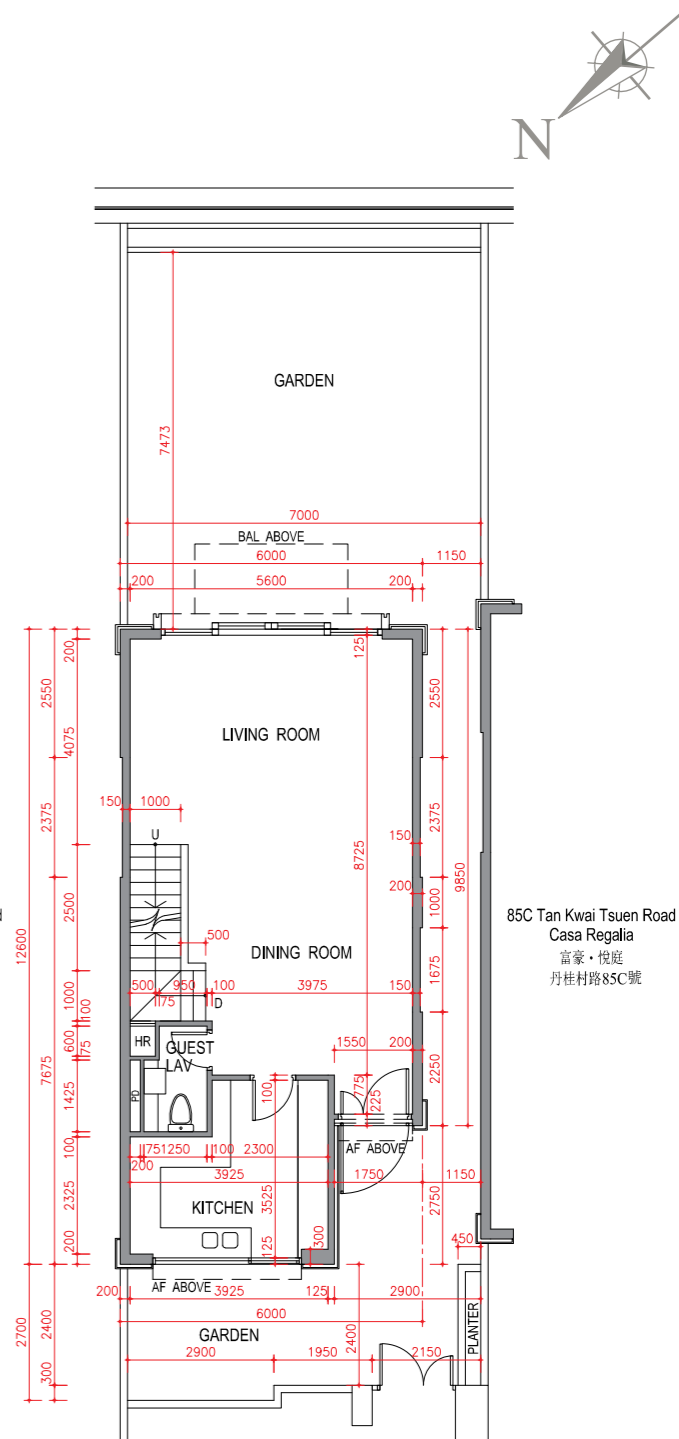 N
GARDEN
7473
7000
BAL ABOVE
6000 1150
200 5600 200
200 125
2550 2550
4075
LIVING ROOM
2375 2375
150 1000 150
U
8725
200
9850
12600
2500 1000
500
85C Tan Kwai Tsuen Road
Casa Regalia
富豪・悅庭
丹桂村路85C號
DINING ROOM
1675
1000
500 950 100 3975 150
175 D
100
HR
GUEST
LAV
600
75
1550 200
7675
2250
100
775
225
PD
1425
AF ABOVE
100
751250 100 2300
200
3925 1750 1150
2325
3525
2750
KITCHEN
200
125
300
450
AF ABOVE
200 3925 125 2900
6000
2700
2400
GARDEN
2400
PLANTER
2900 1950 2150
300